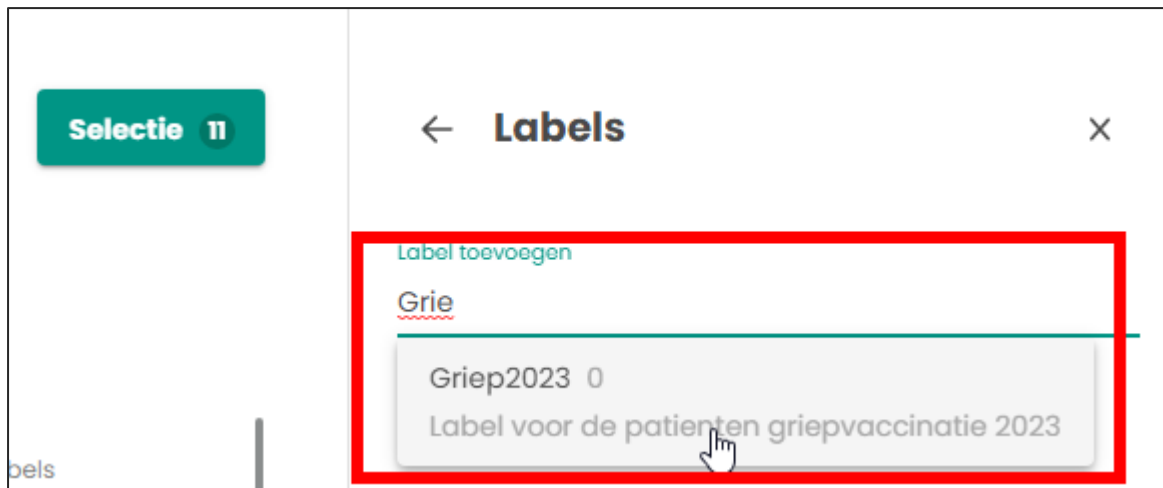 Selectie 11
Labels
Label toevoegen
Grie
Griep2023 0
Label voor de patienten griepvaccinatie 2023
bels